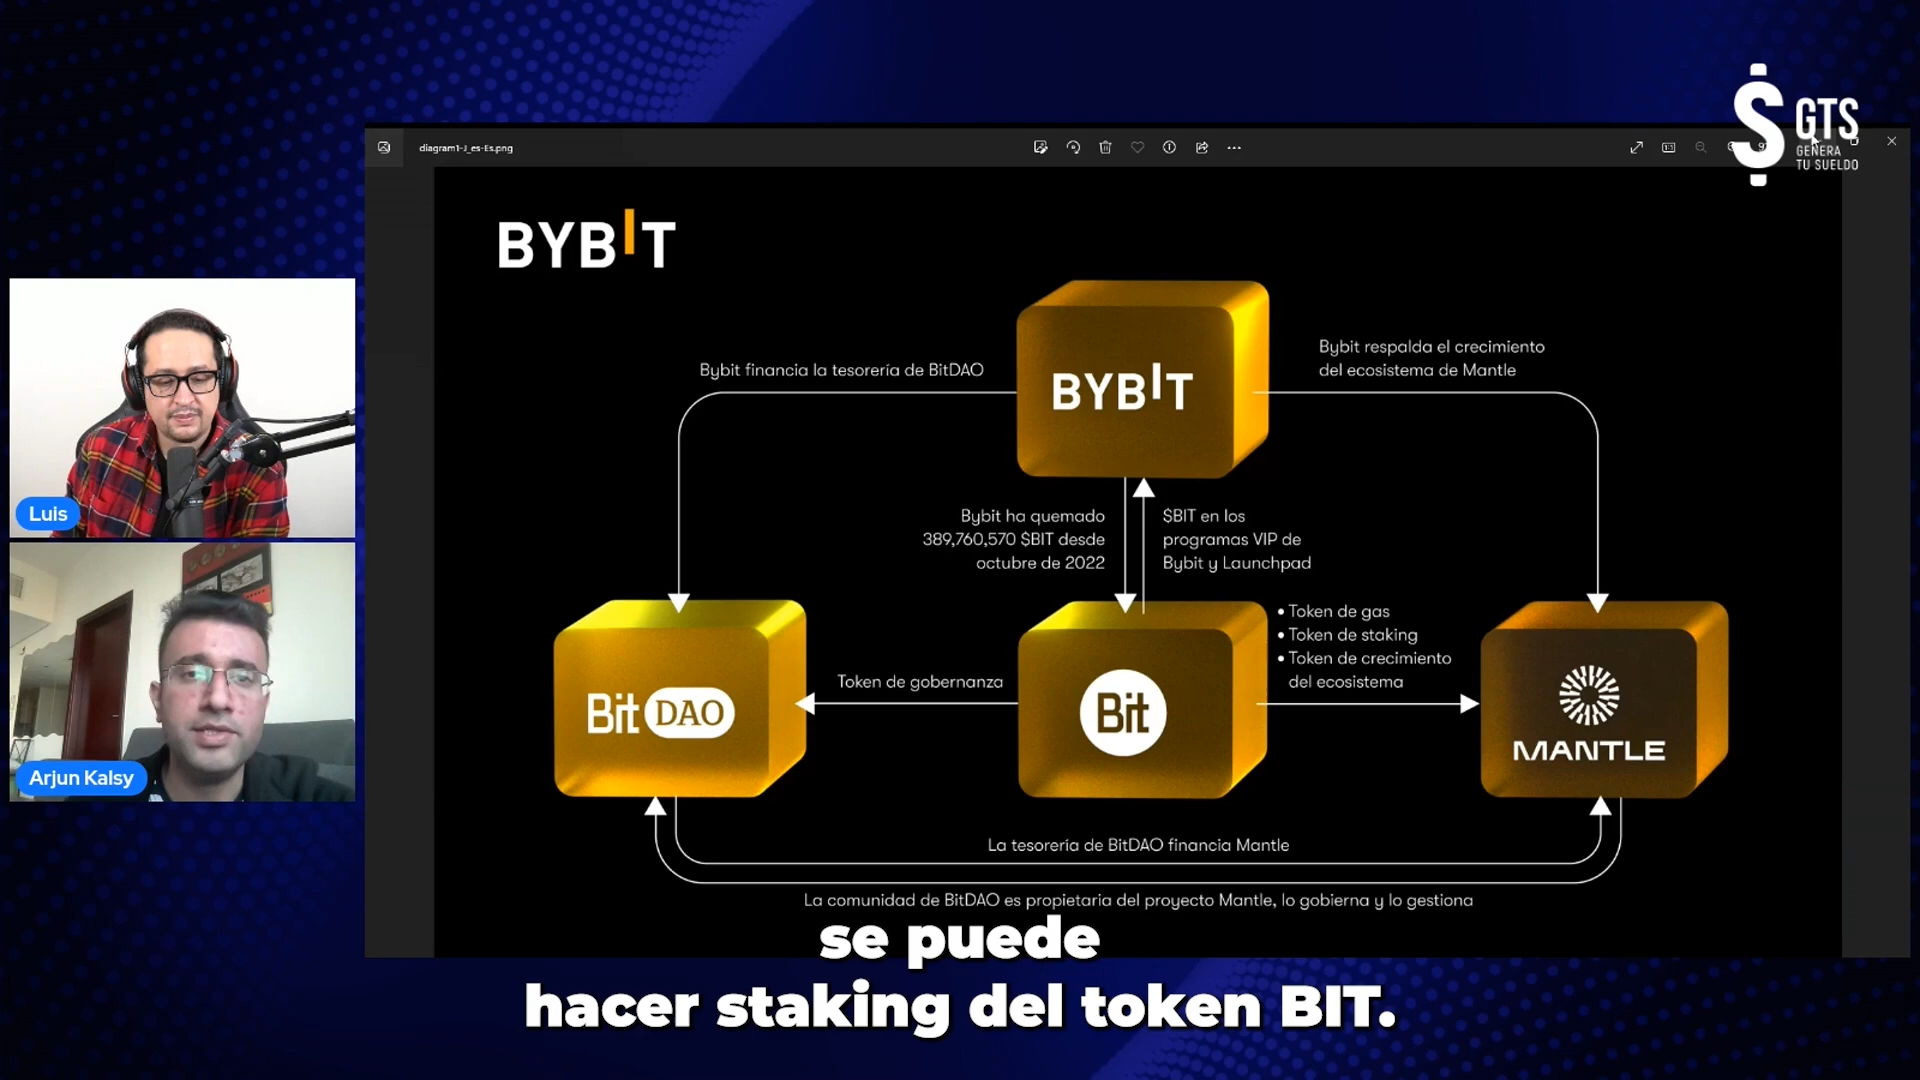 GTS
GENERA
TU SUELDO
diagram1-J_es-Es.png
BYBIT
BYBIT
Bybit financia la tesorería de BitDAO
Bybit respalda el crecimiento
del ecosistema de Mantle
Bybit ha quemado
389,760,570 $BIT desde
octubre de 2022
$BIT en los
programas VIP de
Bybit y Launchpad
Luis
Arjun Kalsy
Bit DAO
Token de gobernanza
Bit
• Token de gas
• Token de staking
• Token de crecimiento
del ecosistema
MANTLE
La tesorería de BitDAO financia Mantle
La comunidad de BitDAO es propietaria del proyecto Mantle, lo gobierna y lo gestiona
se puede
hacer staking del token BIT.